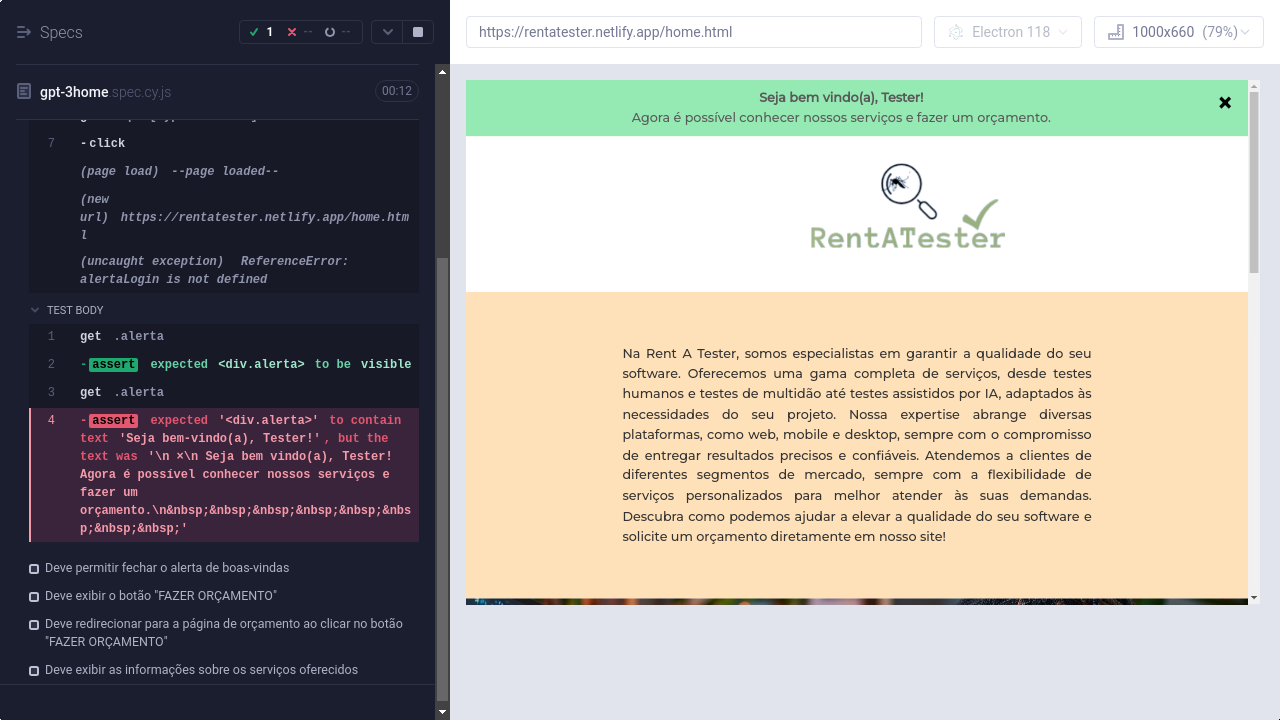 Specs
1
--
--
https://rentatester.netlify.app/home.html
Electron 118
1000x660 (79%)
gpt-3home.spec.cy.js
00:12
7 -click
(page load) --page loaded--
(new
url) https://rentatester.netlify.app/home.htm
l
(uncaught exception) ReferenceError:
alertaLogin is not defined
TEST BODY
1 get .alerta
2 -assert expected <div.alerta> to be visible
3 get .alerta
4 -assert expected '<div.alerta>' to contain
text 'Seja bem-vindo(a), Tester!', but the
text was '\n ×\n Seja bem vindo(a), Tester!
Agora é possível conhecer nossos serviços e
fazer um
orçamento.\n&nbsp;&nbsp;&nbsp;&nbsp;&nbsp;&nbs
p;&nbsp;&nbsp;'
Deve permitir fechar o alerta de boas-vindas
Deve exibir o botão "FAZER ORÇAMENTO"
Deve redirecionar para a página de orçamento ao clicar no botão
"FAZER ORÇAMENTO"
Deve exibir as informações sobre os serviços oferecidos
Seja bem vindo(a), Tester!
Agora é possível conhecer nossos serviços e fazer um orçamento.
×
RentATester
Na Rent A Tester, somos especialistas em garantir a qualidade do seu
software. Oferecemos uma gama completa de serviços, desde testes
humanos e testes de multidão até testes assistidos por IA, adaptados às
necessidades do seu projeto. Nossa expertise abrange diversas
plataformas, como web, mobile e desktop, sempre com o compromisso
de entregar resultados precisos e confiáveis. Atendemos a clientes de
diferentes segmentos de mercado, sempre com a flexibilidade de
serviços personalizados para melhor atender às suas demandas.
Descubra como podemos ajudar a elevar a qualidade do seu software e
solicite um orçamento diretamente em nosso site!